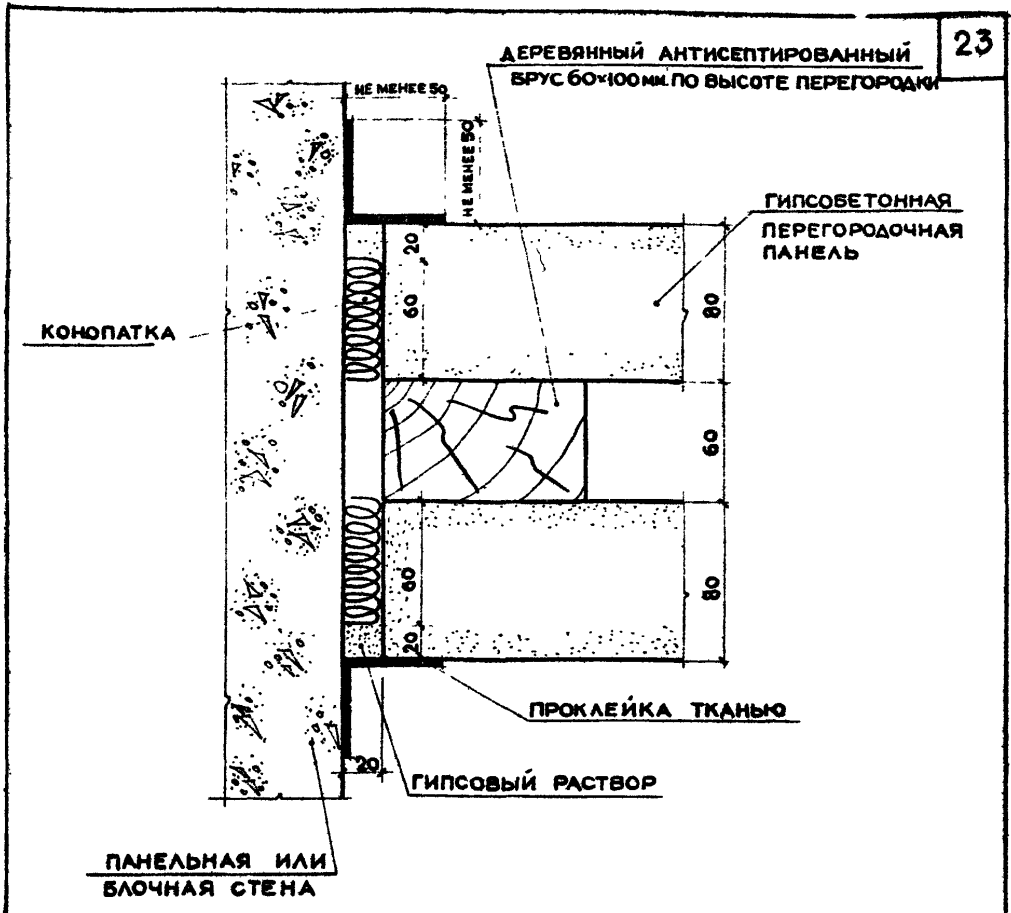 23
ДЕРЕВЯННЫЙ АНТИСЕПТИРОВАННЫЙ
БРУС 60×100 ММ. ПО ВЫСОТЕ ПЕРЕГОРОДКИ
НЕ МЕНЕЕ 50
НЕ МЕНЕЕ 50
ГИПСОБЕТОННАЯ
ПЕРЕГОРОДОЧНАЯ
ПАНЕЛЬ
20
60
80
КОНОПАТКА
60
60
80
20
ПРОКЛЕЙКА ТКАНЬЮ
20
ГИПСОВЫЙ РАСТВОР
ПАНЕЛЬНАЯ ИЛИ
БЛОЧНАЯ СТЕНА